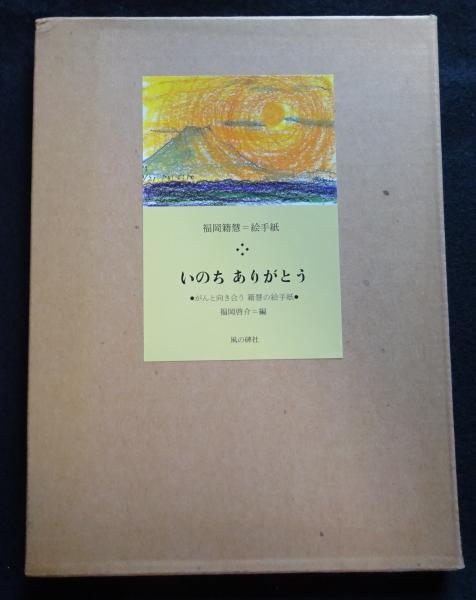 福岡籍慧=絵手紙
いのち ありがとう
●がんと向き合う 籍慧の絵手紙●
福岡啓介=編
風の碑社